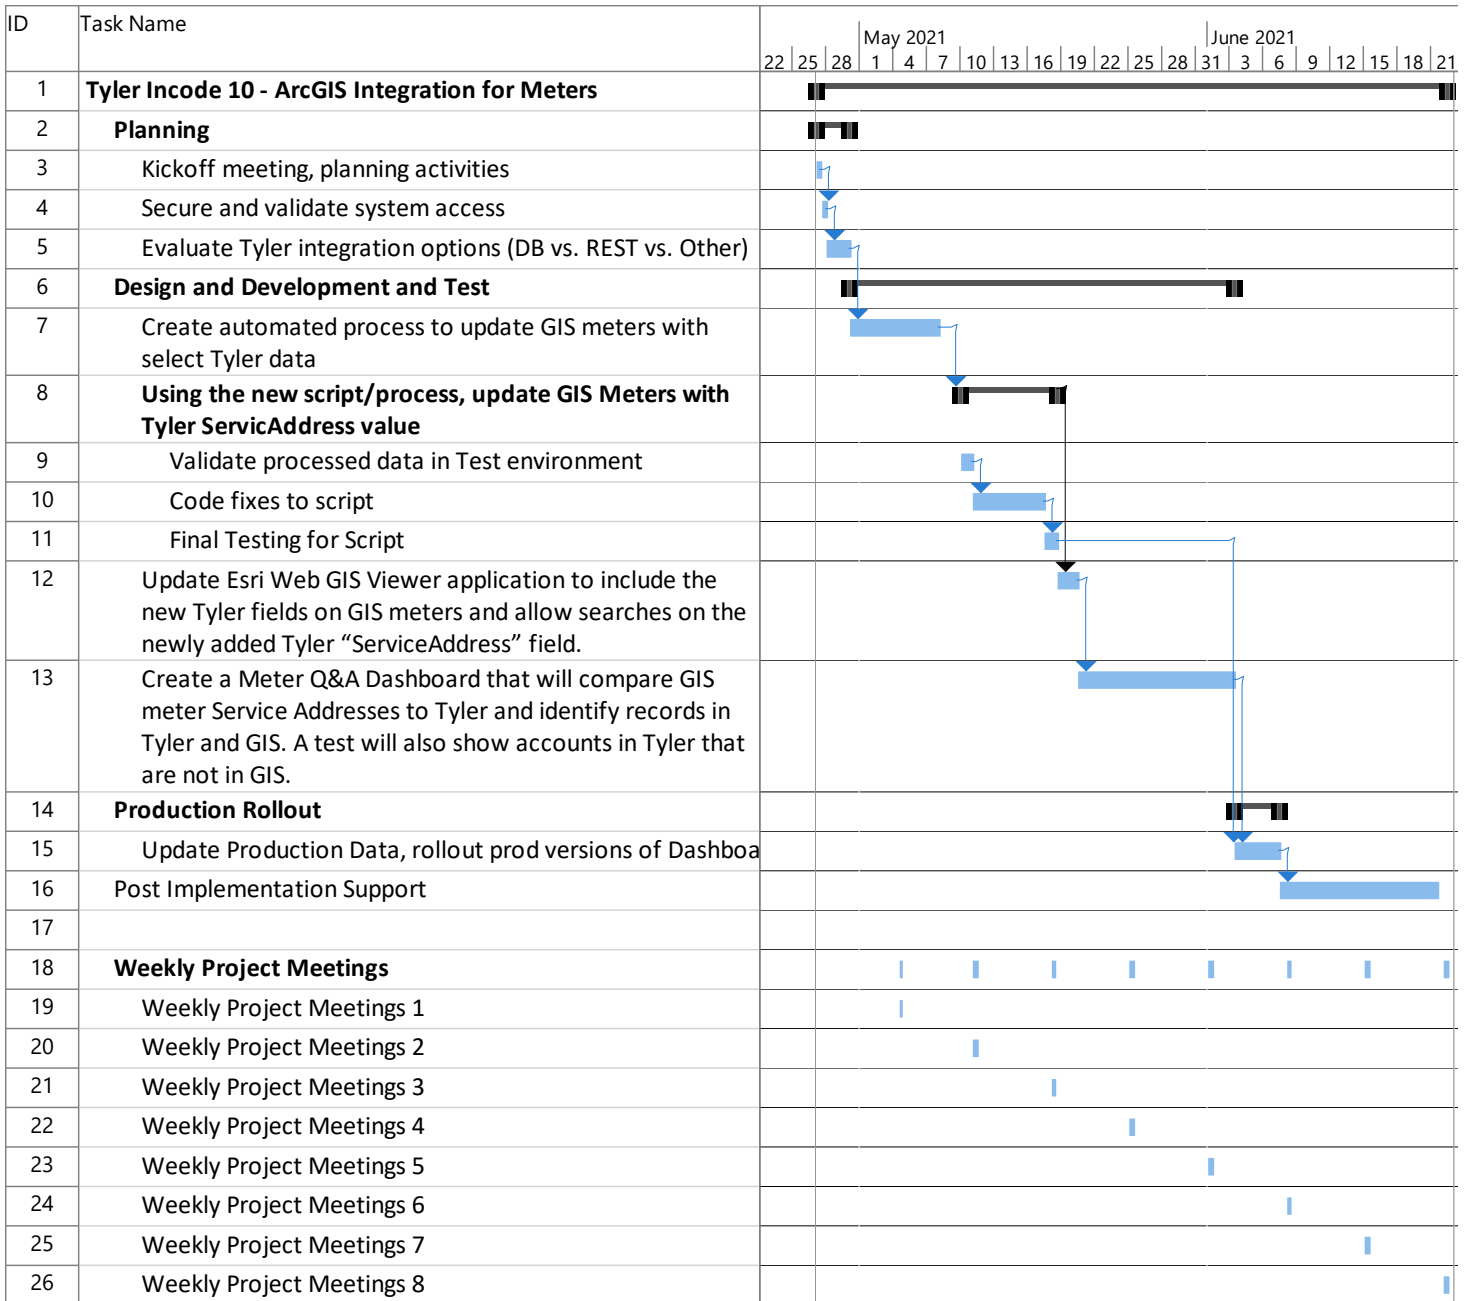 ID Task Name
May 2021 June 2021
22 25 28 1 4 7 10 13 16 19 22 25 28 31 3 6 9 12 15 18 21
1 Tyler Incode 10 - ArcGIS Integration for Meters
2 Planning
3 Kickoff meeting, planning activities
4 Secure and validate system access
5 Evaluate Tyler integration options (DB vs. REST vs. Other)
6 Design and Development and Test
7 Create automated process to update GIS meters with
select Tyler data
8 Using the new script/process, update GIS Meters with
Tyler ServicAddress value
9 Validate processed data in Test environment
10 Code fixes to script
11 Final Testing for Script
12 Update Esri Web GIS Viewer application to include the
new Tyler fields on GIS meters and allow searches on the
newly added Tyler “ServiceAddress” field.
13 Create a Meter Q&A Dashboard that will compare GIS
meter Service Addresses to Tyler and identify records in
Tyler and GIS. A test will also show accounts in Tyler that
are not in GIS.
14 Production Rollout
15 Update Production Data, rollout prod versions of Dashboa
16 Post Implementation Support
17
18 Weekly Project Meetings
19 Weekly Project Meetings 1
20 Weekly Project Meetings 2
21 Weekly Project Meetings 3
22 Weekly Project Meetings 4
23 Weekly Project Meetings 5
24 Weekly Project Meetings 6
25 Weekly Project Meetings 7
26 Weekly Project Meetings 8